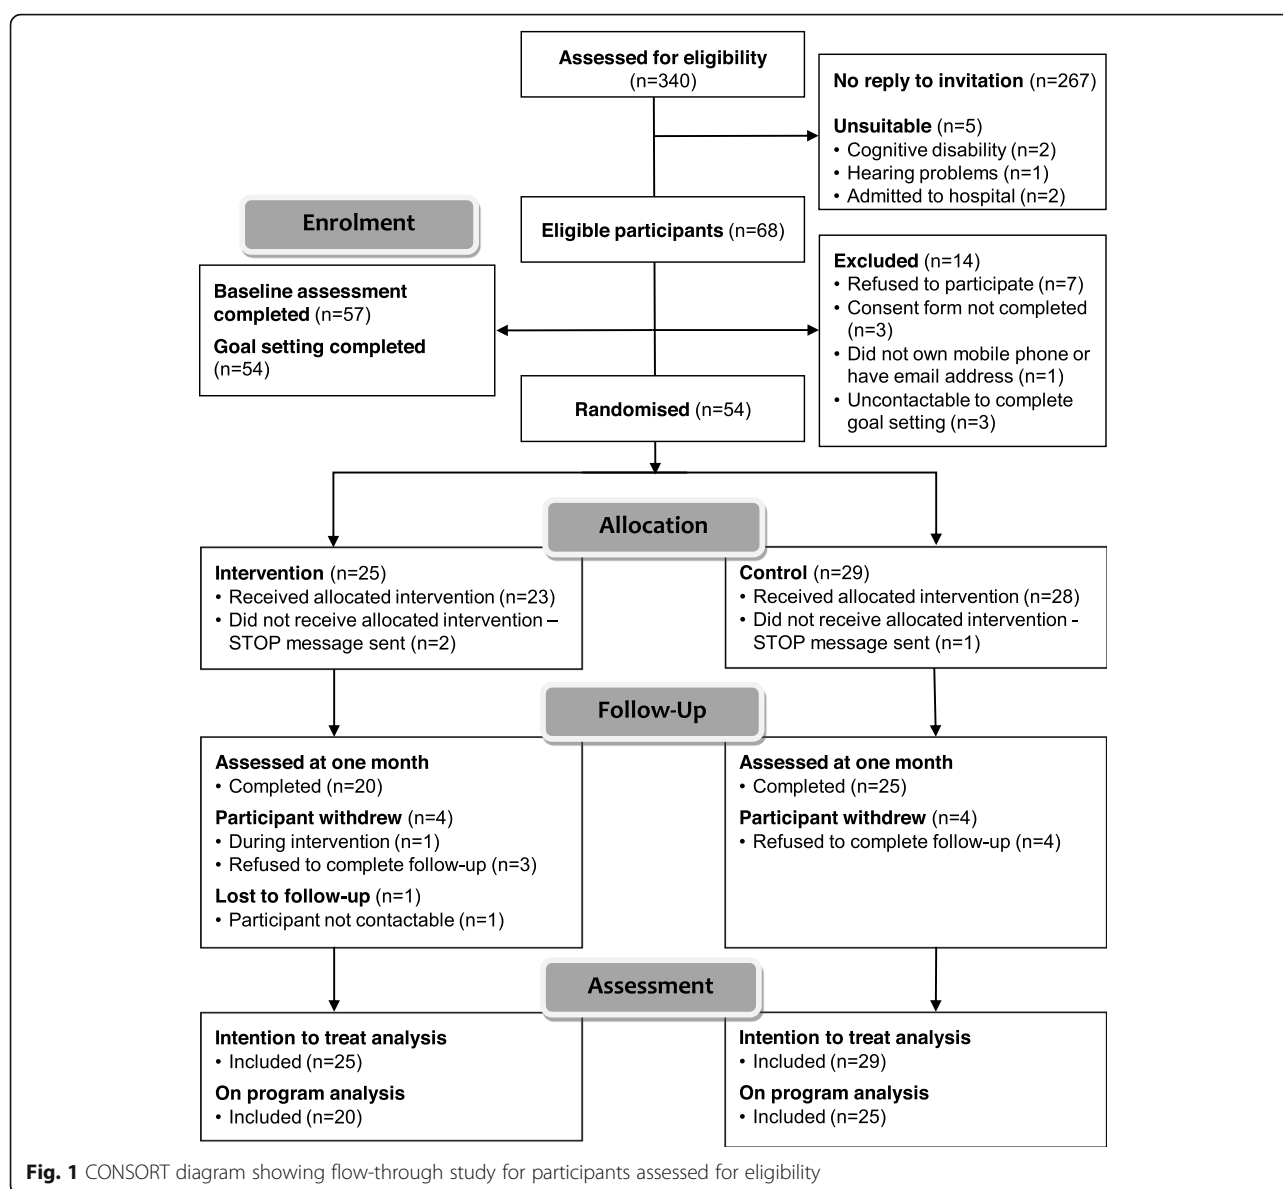 Assessed for eligibility
(n=340)
No reply to invitation (n=267)
Unsuitable (n=5)
• Cognitive disability (n=2)
• Hearing problems (n=1)
• Admitted to hospital (n=2)
Enrolment
Eligible participants (n=68)
Baseline assessment
completed (n=57)
Goal setting completed
(n=54)
Excluded (n=14)
• Refused to participate (n=7)
• Consent form not completed
(n=3)
• Did not own mobile phone or
have email address (n=1)
• Uncontactable to complete
goal setting (n=3)
Randomised (n=54)
Allocation
Intervention (n=25)
• Received allocated intervention (n=23)
• Did not receive allocated intervention –
STOP message sent (n=2)
Control (n=29)
• Received allocated intervention (n=28)
• Did not receive allocated intervention -
STOP message sent (n=1)
Follow-Up
Assessed at one month
• Completed (n=20)
Participant withdrew (n=4)
• During intervention (n=1)
• Refused to complete follow-up (n=3)
Lost to follow-up (n=1)
• Participant not contactable (n=1)
Assessed at one month
• Completed (n=25)
Participant withdrew (n=4)
• Refused to complete follow-up (n=4)
Assessment
Intention to treat analysis
• Included (n=25)
On program analysis
• Included (n=20)
Intention to treat analysis
• Included (n=29)
On program analysis
• Included (n=25)
Fig. 1 CONSORT diagram showing flow-through study for participants assessed for eligibility